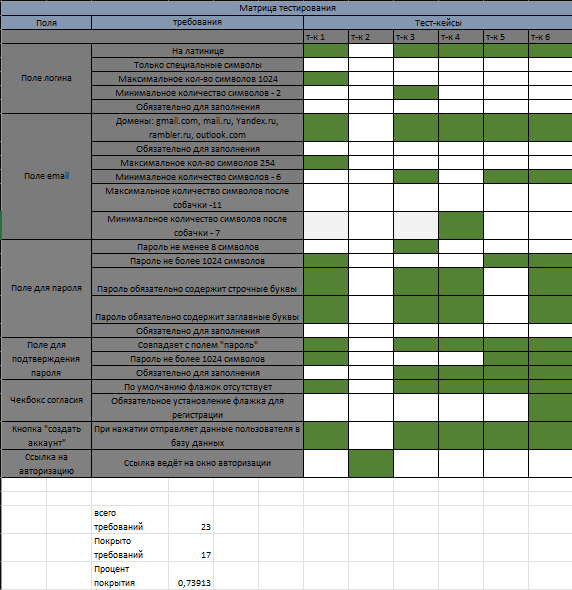 Матрица тестирования
Поля требования Тест-кейсы
т-к 1 т-к 2 т-к 3 т-к 4 т-к 5 т-к 6
Поле логина
На латинице
Только специальные символы
Максимальное кол-во символов 1024
Минимальное количество символов - 2
Обязательно для заполнения
Поле email
Домены: gmail.com, mail.ru, Yandex.ru,
rambler.ru, outlook.com
Обязательно для заполнения
Максимальное кол-во символов 254
Минимальное количество символов - 6
Максимальное количество символов после
собачки -11
Минимальное количество символов после
собачки - 7
Поле для пароля
Пароль не менее 8 символов
Пароль не более 1024 символов
Пароль обязательно содержит строчные буквы
Пароль обязательно содержит заглавные буквы
Обязательно для заполнения
Поле для
подтверждения
пароля
Совпадает с полем "пароль"
Пароль не более 1024 символов
Обязательно для заполнения
Чекбокс согласия
По умолчанию флажок отсутствует
Обязательное установление флажка для
регистрации
Кнопка "создать
аккаунт"
При нажатии отправляет данные пользователя в
базу данных
Ссылка на
авторизацию
Ссылка ведёт на окно авторизации
всего
требований 23
Покрыто
требований 17
Процент
покрытия 0,73913